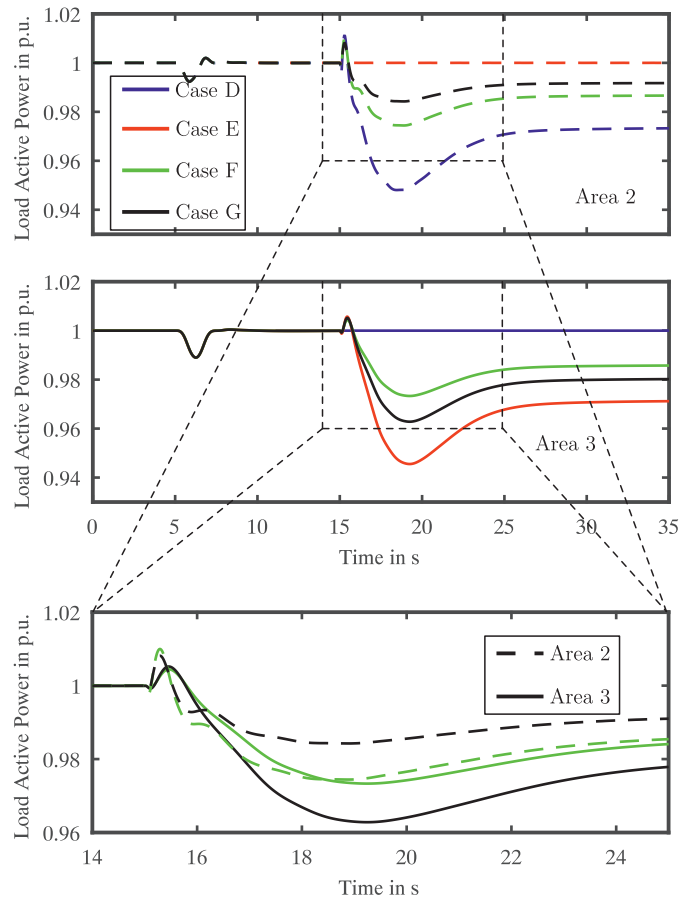 Load Active Power in p.u.
1.02
1
0.98
0.96
0.94
Case D
Case E
Case F
Case G
Area 2
Load Active Power in p.u.
1.02
1
0.98
0.96
0.94
Area 3
0 5 10 15 20 25 30 35
Time in s
Load Active Power in p.u.
1.02
1
0.98
0.96
Area 2
Area 3
14 16 18 20 22 24
Time in s